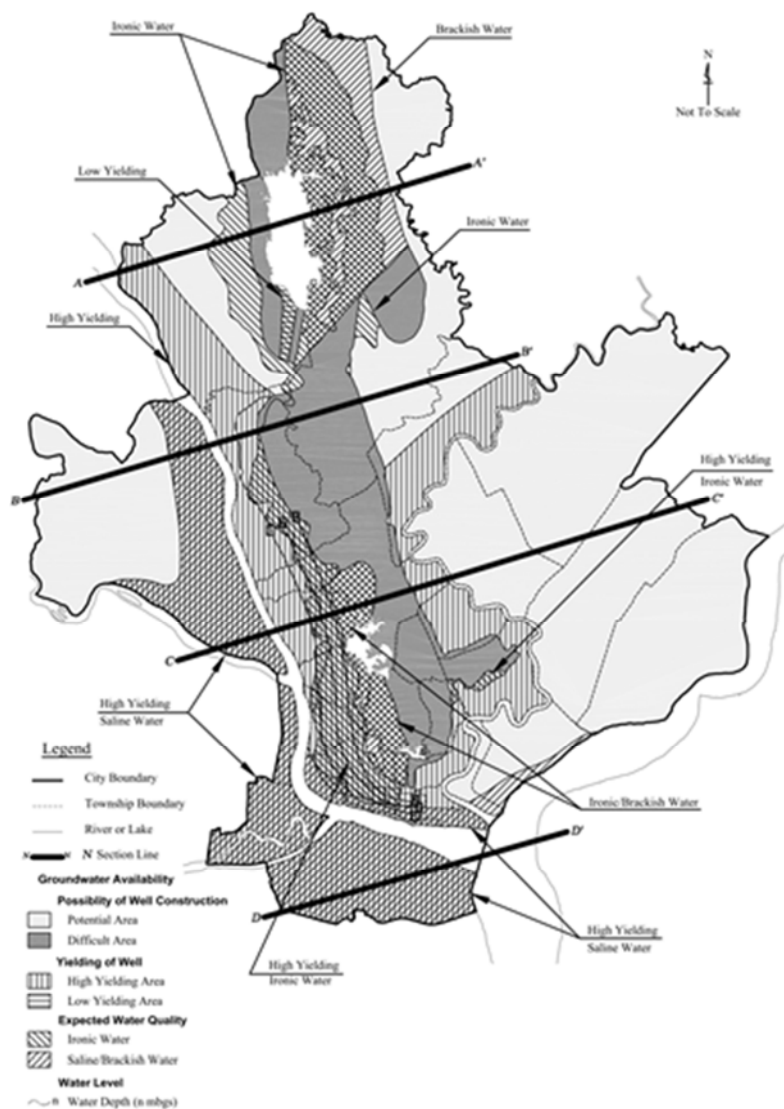 Ironic Water
Brackish Water
N
Not To Scale
Low Yielding
A'
Ironic Water
A
High Yielding
B'
High Yielding
Ironic Water
B
C'
C
High Yielding
Saline Water
Legend
City Boundary
Township Boundary
River or Lake
N N N Section Line
Groundwater Availability
Possiblity of Well Construction
Potential Area
Difficult Area
Yielding of Well
High Yielding Area
Low Yielding Area
Expected Water Quality
Ironic Water
Saline/Brackish Water
Water Level
Water Depth (n mbgs)
Ironic/Brackish Water
D'
D
High Yielding
Saline Water
High Yielding
Ironic Water